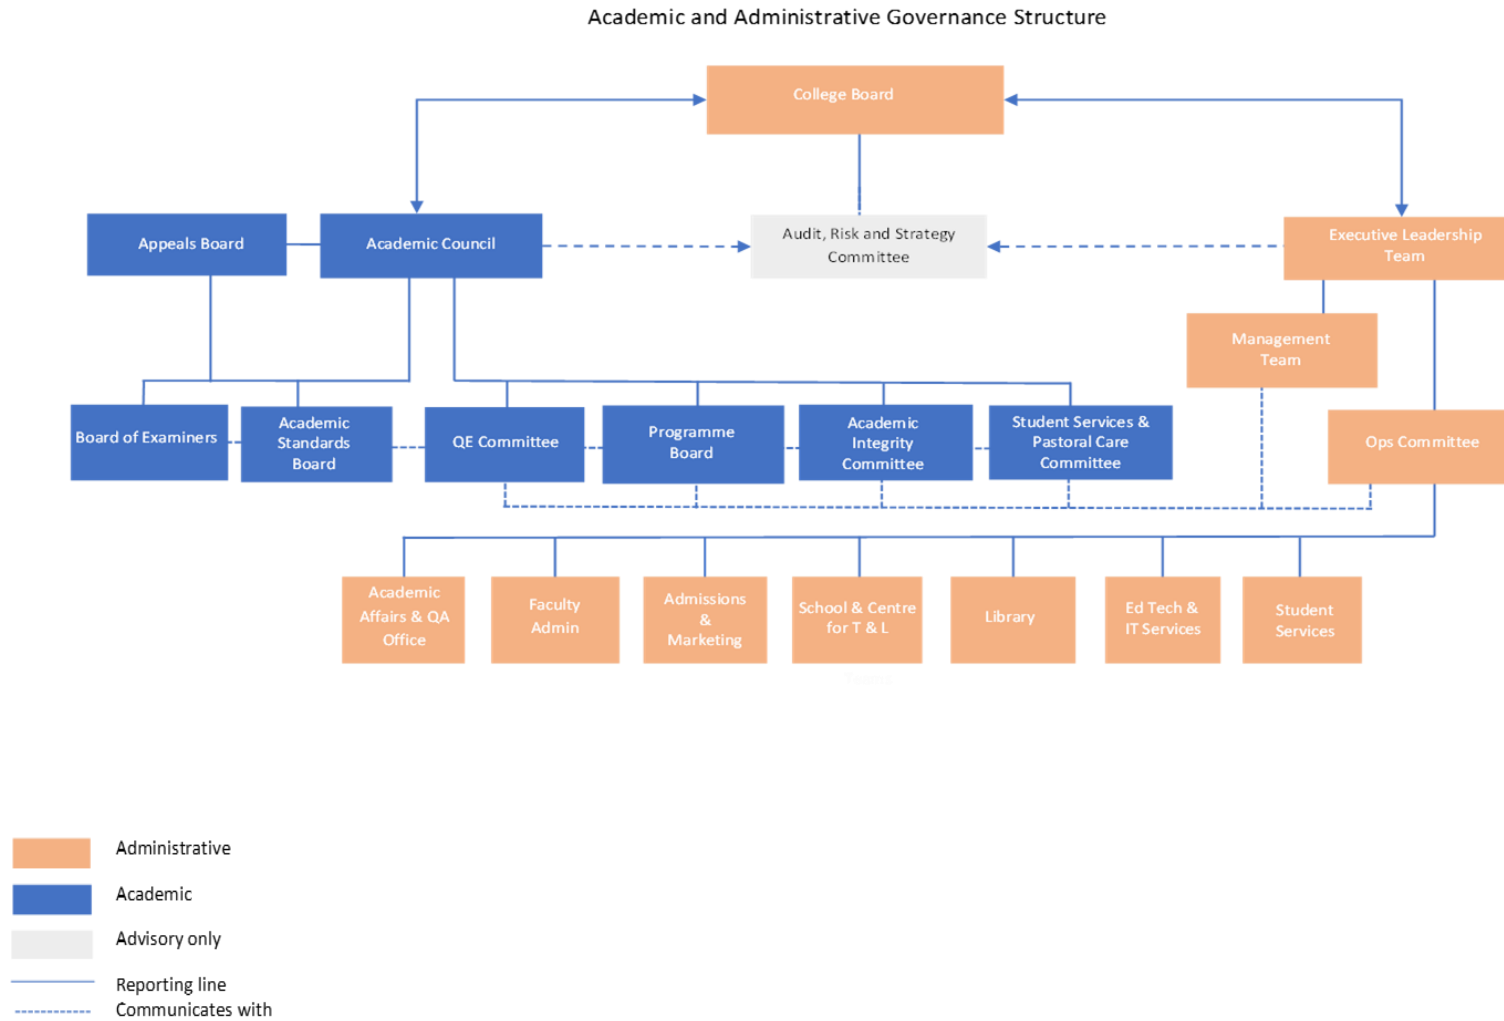 Academic and Administrative Governance Structure
College Board
Appeals Board
Academic Council
Audit, Risk and Strategy
Committee
Executive Leadership
Team
Management
Team
Board of Examiners
Academic
Standards
Board
QE Committee
Programme
Board
Academic
Integrity
Committee
Student Services &
Pastoral Care
Committee
Ops Committee
Academic
Affairs & QA
Office
Faculty
Admin
Admissions
&
Marketing
School & Centre
for T & L
Library
Ed Tech &
IT Services
Student
Services
Administrative
Academic
Advisory only
Reporting line
Communicates with